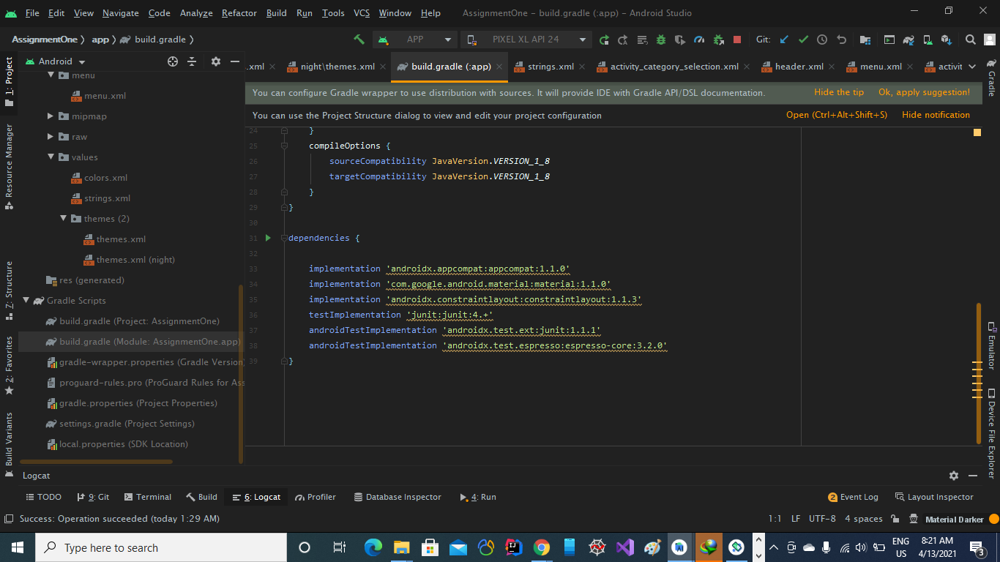 File Edit View Navigate Code Analyze Refactor Build Run Tools VCS Window Help AssignmentOne – build.gradle (:app) – Android Studio
AssignmentOne app build.gradle APP PIXEL XL API 24 Git:
Android
.xml night\themes.xml build.gradle (:app) strings.xml activity_category_selection.xml header.xml menu.xml activit
You can configure Gradle wrapper to use distribution with sources. It will provide IDE with Gradle API/DSL documentation. Hide the tip Ok, apply suggestion!
You can use the Project Structure dialog to view and edit your project configuration Open (Ctrl+Alt+Shift+S) Hide notification
1: Project
Resource Manager
Z: Structure
2: Favorites
Build Variants
menu
menu.xml
mipmap
raw
values
colors.xml
strings.xml
themes (2)
themes.xml
themes.xml (night)
res (generated)
Gradle Scripts
build.gradle (Project: AssignmentOne)
build.gradle (Module: AssignmentOne.app)
gradle-wrapper.properties (Gradle Version)
proguard-rules.pro (ProGuard Rules for Ass
gradle.properties (Project Properties)
settings.gradle (Project Settings)
local.properties (SDK Location)
24 }
25 compileOptions {
26 sourceCompatibility JavaVersion.VERSION_1_8
27 targetCompatibility JavaVersion.VERSION_1_8
28 }
29 }
30
31 dependencies {
32
33 implementation 'androidx.appcompat:appcompat:1.1.0'
34 implementation 'com.google.android.material:material:1.1.0'
35 implementation 'androidx.constraintlayout:constraintlayout:1.1.3'
36 testImplementation 'junit:junit:4.+'
37 androidTestImplementation 'androidx.test.ext:junit:1.1.1'
38 androidTestImplementation 'androidx.test.espresso:espresso-core:3.2.0'
39 }
Gradle
Emulator
Device File Explorer
Logcat
TODO 9: Git Terminal Build 6: Logcat Profiler Database Inspector 4: Run 2 Event Log Layout Inspector
Success: Operation succeeded (today 1:29 AM) 1:1 LF UTF-8 4 spaces Material Darker
Type here to search
ENG
US
8:21 AM
4/13/2021
3